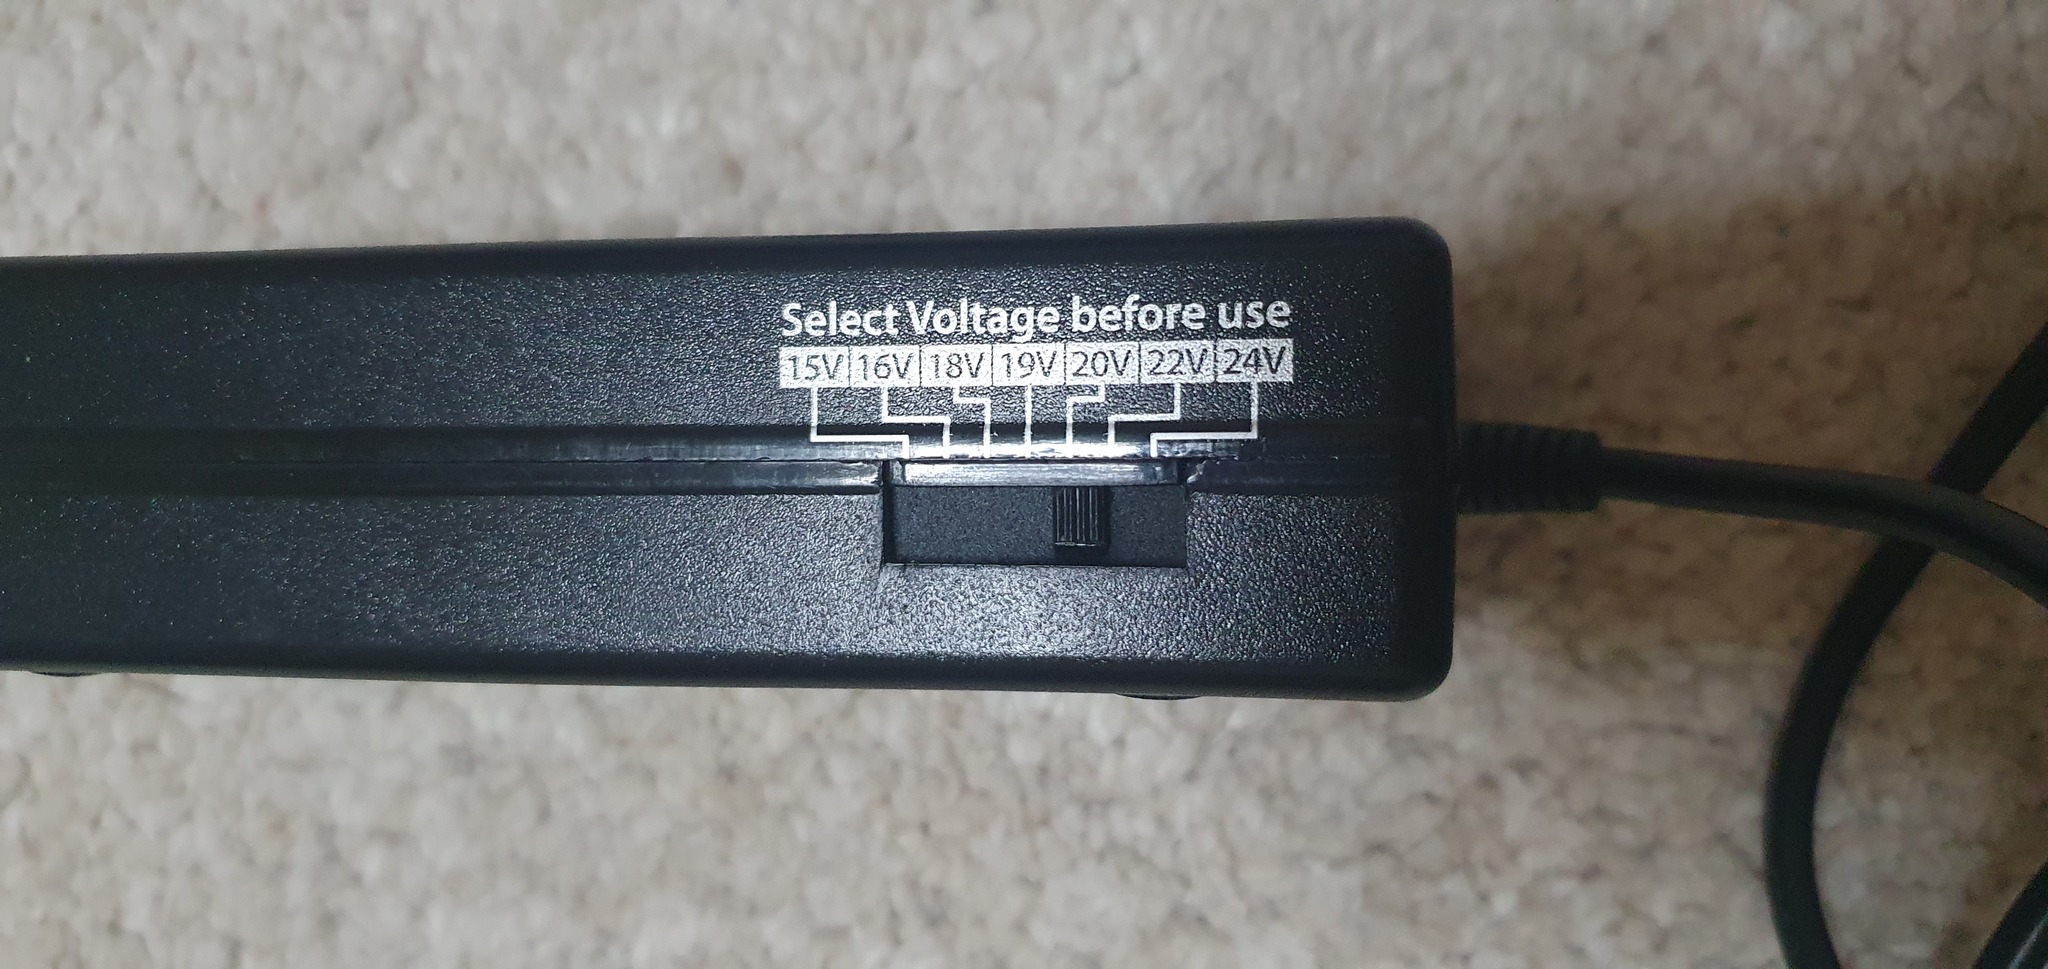 Select Voltage before use
15V 16V 18V 19V 20V 22V 24V